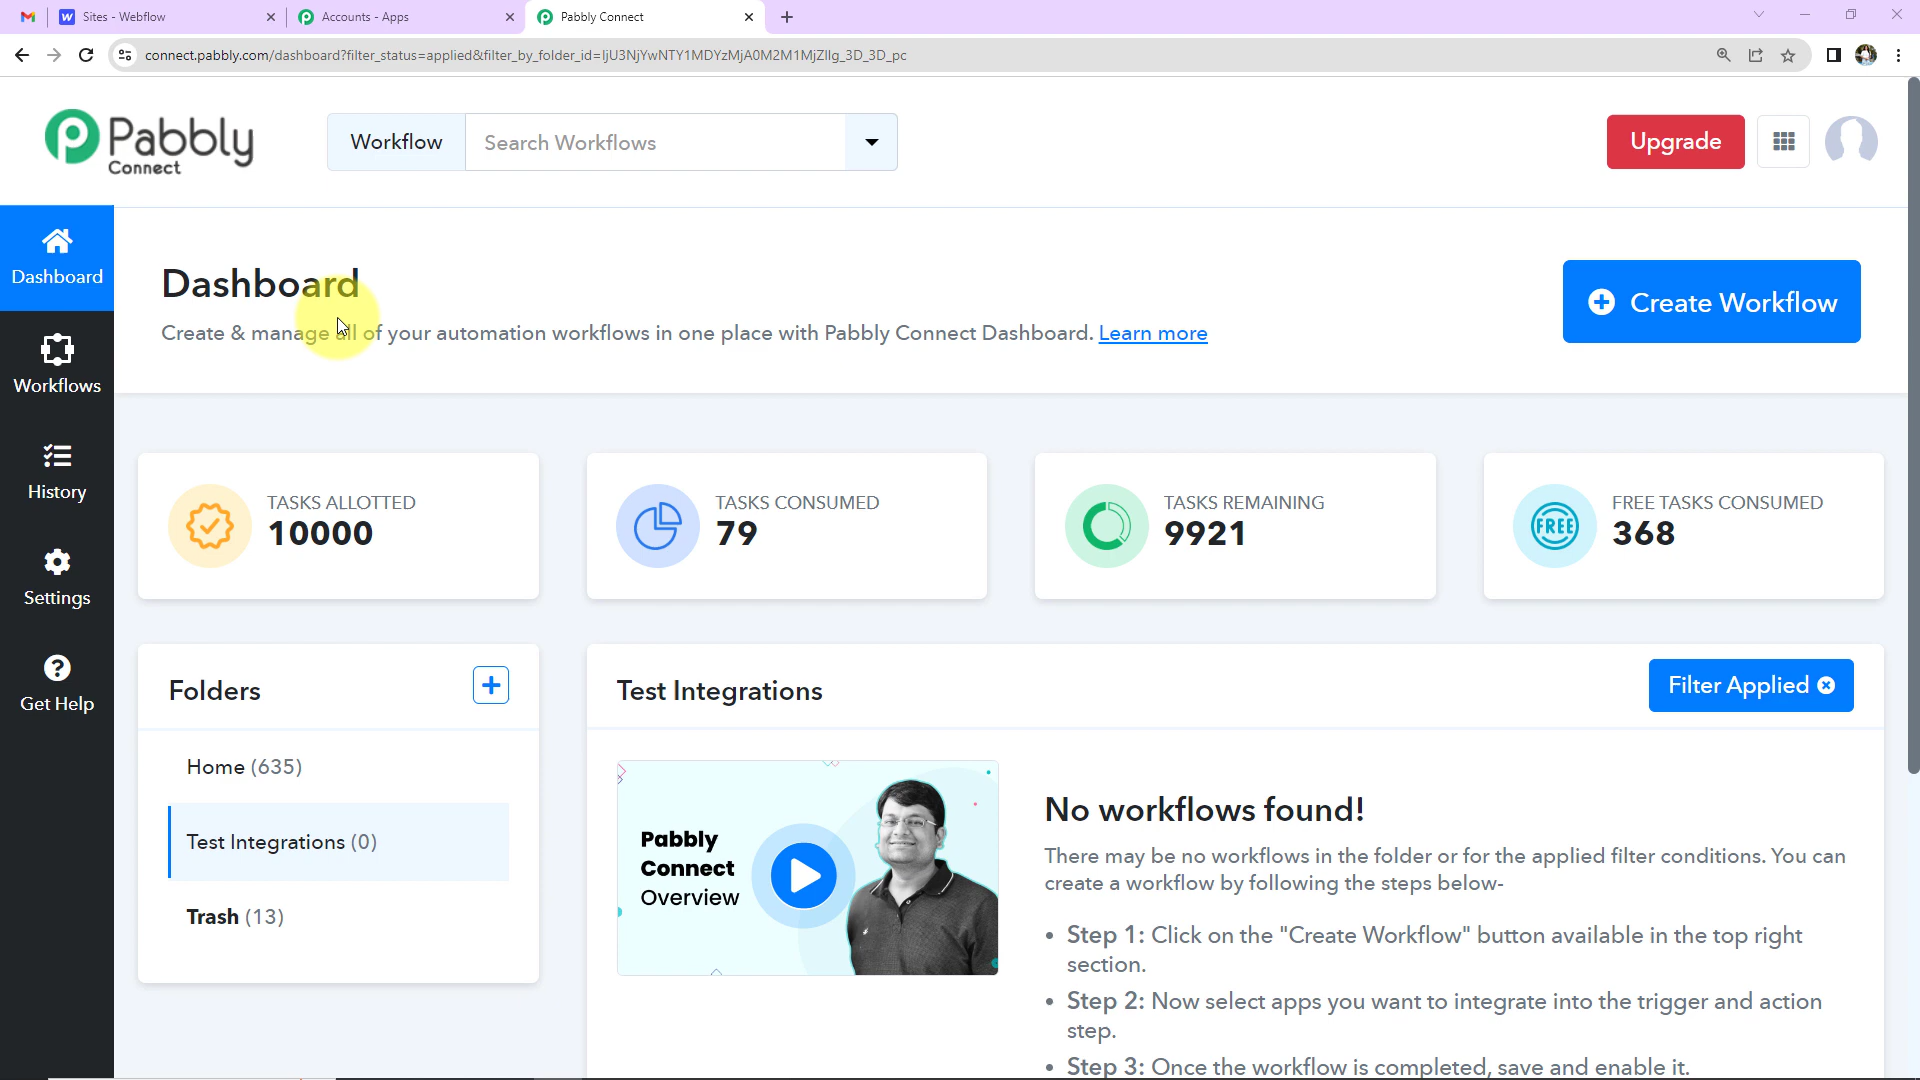 Sites - Webflow
Accounts - Apps
Pabbly Connect
connect.pabbly.com/dashboard?filter_status=applied&filter_by_folder_id=IjU3NjYwNTY1MDYzMjA0M2M1MjZlIg_3D_3D_pc
Pabbly
Connect
Workflow
Search Workflows
Upgrade
Dashboard
Workflows
History
Settings
Get Help
Dashboard
Create & manage all of your automation workflows in one place with Pabbly Connect Dashboard. Learn more
Create Workflow
TASKS ALLOTTED
10000
TASKS CONSUMED
79
TASKS REMAINING
9921
FREE
FREE TASKS CONSUMED
368
Folders
Home (635)
Test Integrations (0)
Trash (13)
Test Integrations
Filter Applied
Pabbly
Connect
Overview
No workflows found!
There may be no workflows in the folder or for the applied filter conditions. You can
create a workflow by following the steps below-
• Step 1: Click on the "Create Workflow" button available in the top right
section.
• Step 2: Now select apps you want to integrate into the trigger and action
step.
• Step 3: Once the workflow is completed, save and enable it.